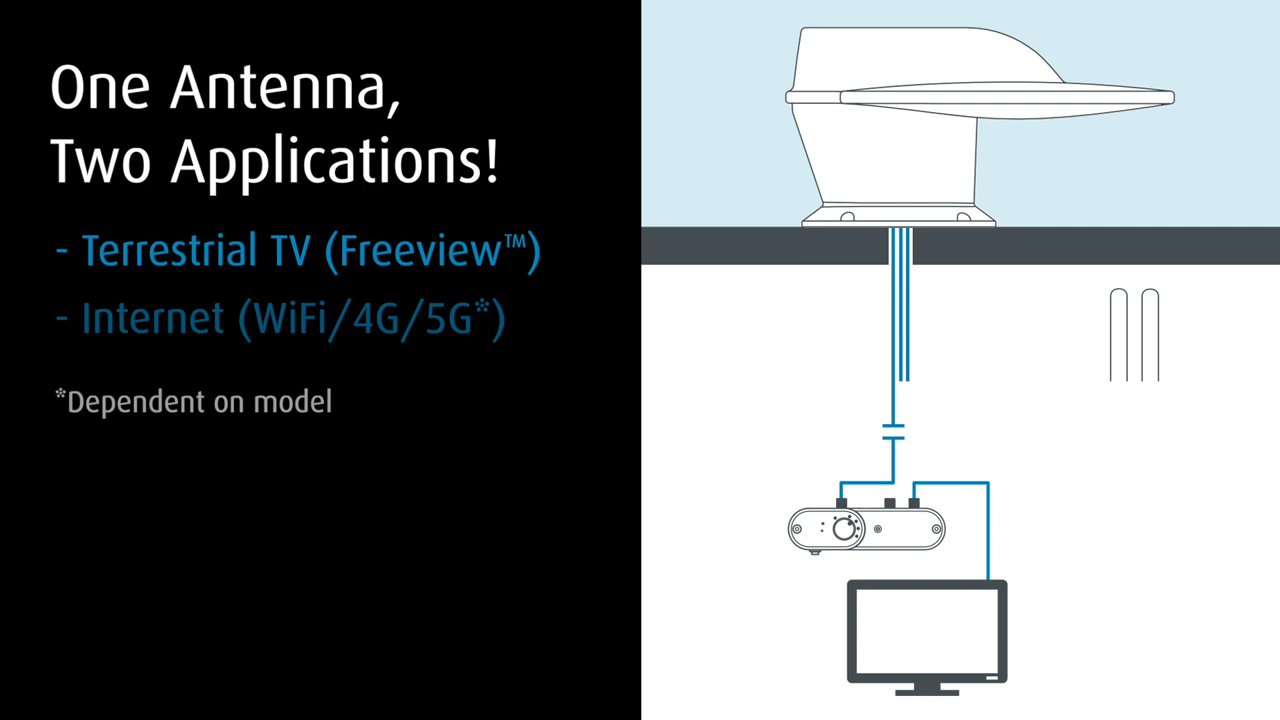 One Antenna,
Two Applications!
- Terrestrial TV (Freeview™)
- Internet (WiFi/4G/5G*)
*Dependent on model